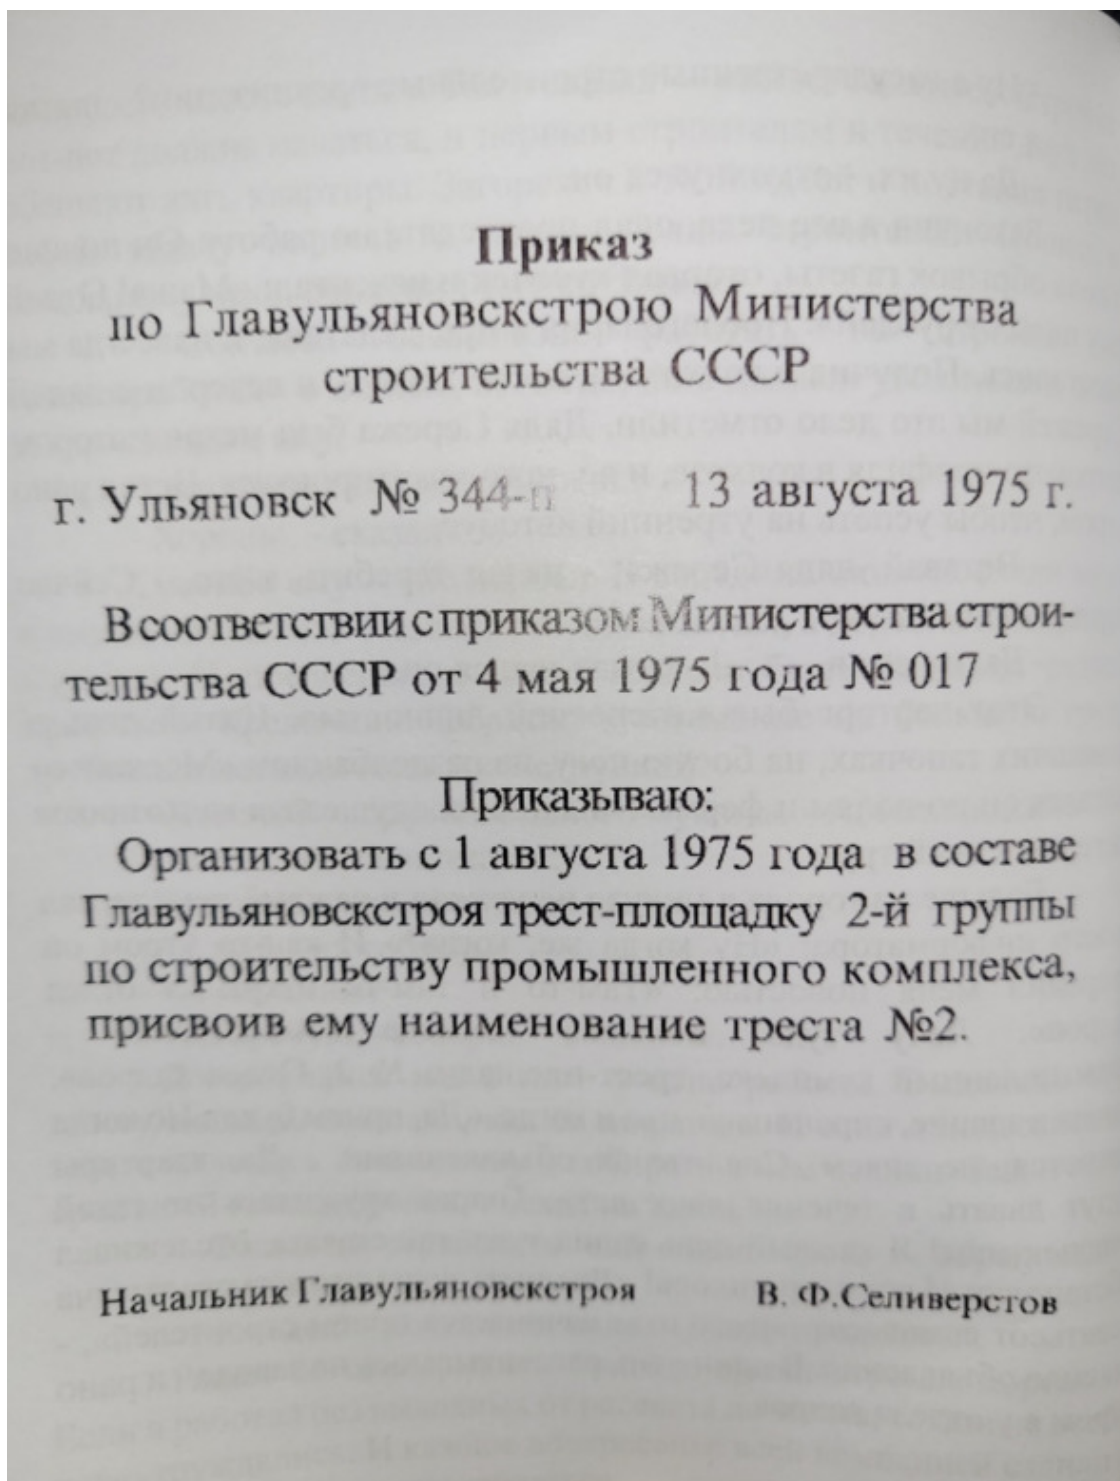 Приказ
по Главульяновскстрою Министерства
строительства СССР
г. Ульяновск № 344-п 13 августа 1975 г.
В соответствии с приказом Министерства строи-
тельства СССР от 4 мая 1975 года № 017
Приказываю:
Организовать с 1 августа 1975 года в составе
Главульяновскстроя трест-площадку 2-й группы
по строительству промышленного комплекса,
присвоив ему наименование треста №2.
Начальник Главульяновскстроя В. Ф.Селиверстов